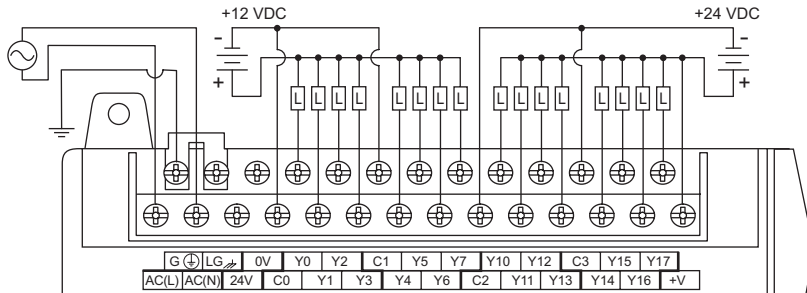 +12 VDC +24 VDC
- -
+ +
L L L L L L L L L L L L L L L L
G LG 0V Y0 Y2 C1 Y5 Y7 Y10 Y12 C3 Y15 Y17
AC(L) AC(N) 24V C0 Y1 Y3 Y4 Y6 C2 Y11 Y13 Y14 Y16 +V